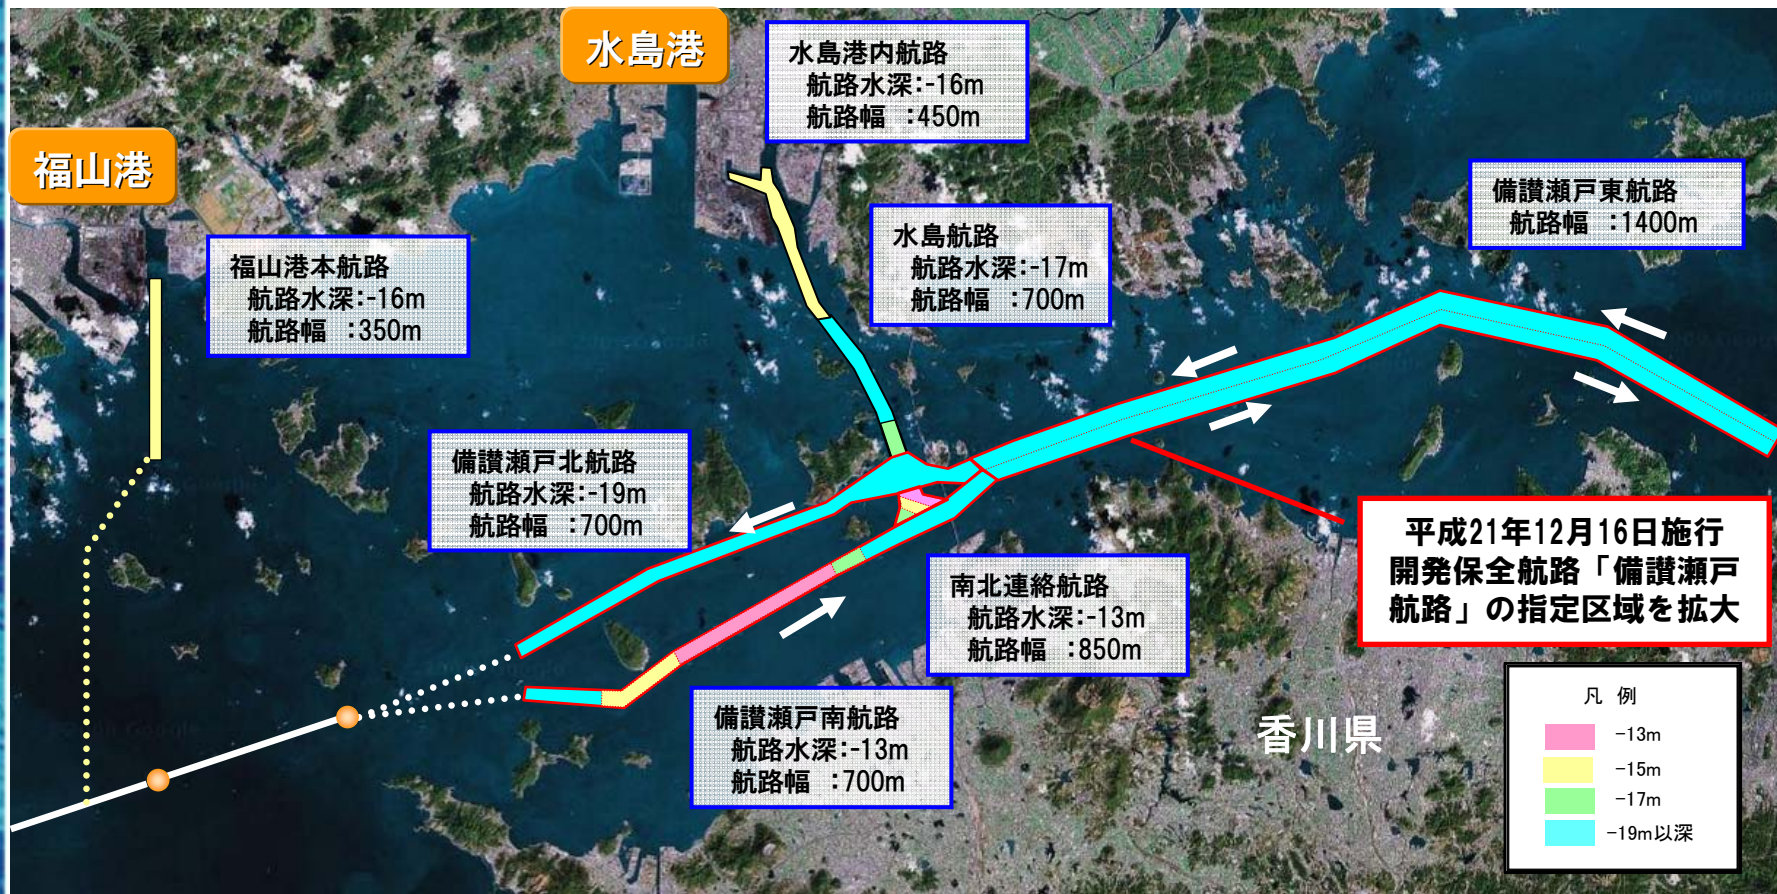 水島港
水島港内航路
航路水深:-16m
航路幅 :450m
福山港
備讃瀬戸東航路
航路幅 :1400m
水島航路
航路水深:-17m
航路幅 :700m
福山港本航路
航路水深:-16m
航路幅 :350m
備讃瀬戸北航路
航路水深:-19m
航路幅 :700m
平成21年12月16日施行
開発保全航路「備讃瀬戸
航路」の指定区域を拡大
南北連絡航路
航路水深:-13m
航路幅 :850m
備讃瀬戸南航路
航路水深:-13m
航路幅 :700m
香川県
凡 例
-13m
-15m
-17m
-19m以深